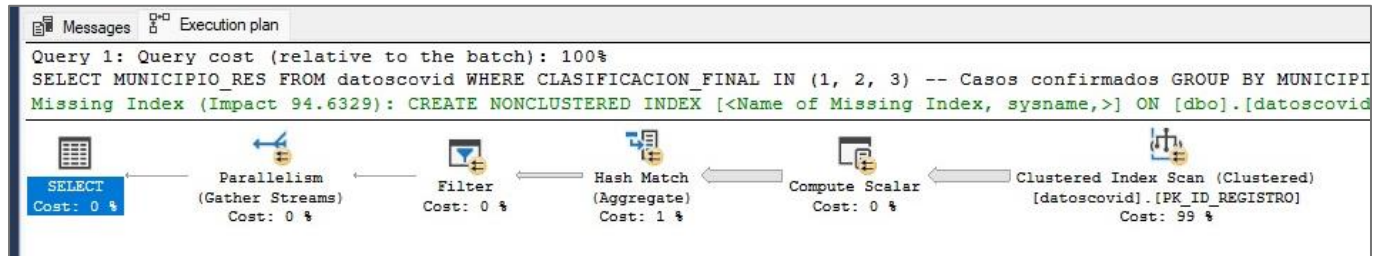 Messages Execution plan
Query 1: Query cost (relative to the batch): 100%
SELECT MUNICIPIO_RES FROM datoscovid WHERE CLASIFICACION_FINAL IN (1, 2, 3) -- Casos confirmados GROUP BY MUNICIPI
Missing Index (Impact 94.6329): CREATE NONCLUSTERED INDEX [<Name of Missing Index, sysname,>] ON [dbo].[datoscovid
SELECT
Cost: 0 %
Parallelism
(Gather Streams)
Cost: 0 %
Filter
Cost: 0 %
Hash Match
(Aggregate)
Cost: 1 %
Compute Scalar
Cost: 0 %
Clustered Index Scan (Clustered)
[datoscovid].[PK_ID_REGISTRO]
Cost: 99 %